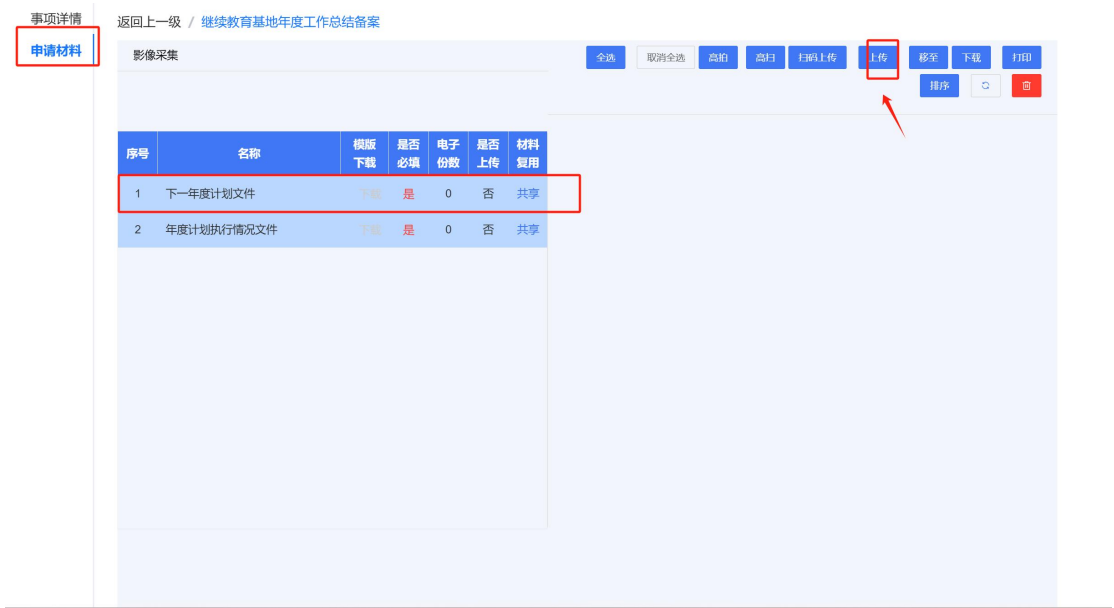 事项详情
申请材料
返回上一级 / 继续教育基地年度工作总结备案
影像采集
全选 取消全选 高拍 高扫 扫码上传 上传 移至 下载 打印
排序
序号 名称 模版下载 是否必填 电子份数 是否上传 材料复用
1 下一年度计划文件 下载 是 0 否 共享
2 年度计划执行情况文件 下载 是 0 否 共享